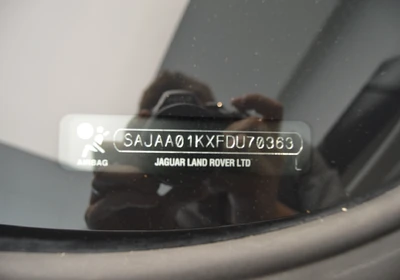 SAJAA01KXFDU70363
AIRBAG
JAGUAR LAND ROVER LTD